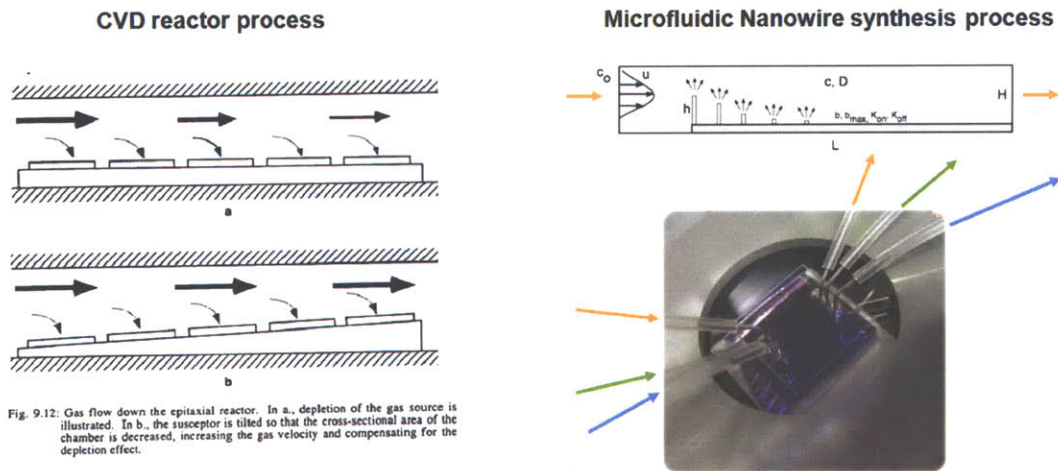 CVD reactor process
Microfluidic Nanowire synthesis process
a
b
Fig. 9.12: Gas flow down the epitaxial reactor. In a., depletion of the gas source is
illustrated. In b., the susceptor is tilted so that the cross-sectional area of the
chamber is decreased, increasing the gas velocity and compensating for the
depletion effect.
c₀
u
c, D
H
h
b, bmax, Kon, Koff
L